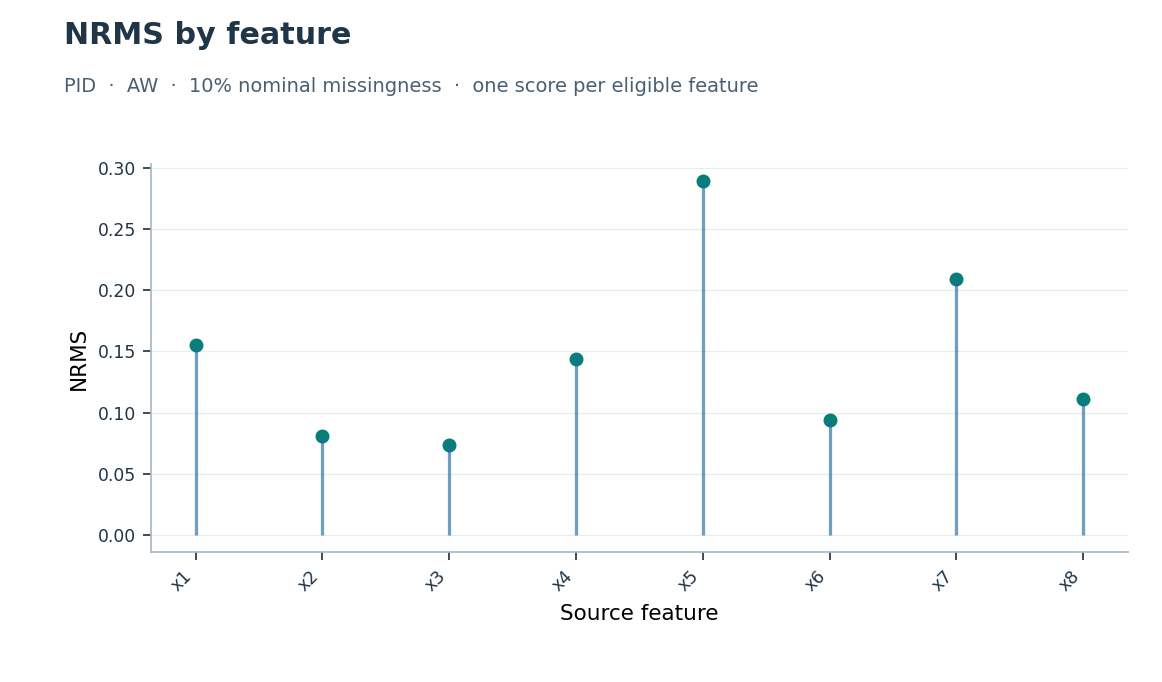 NRMS by feature
PID · AW · 10% nominal missingness · one score per eligible feature
0.30
0.25
0.20
0.15
0.10
0.05
0.00
NRMS
x1 x2 x3 x4 x5 x6 x7 x8
Source feature